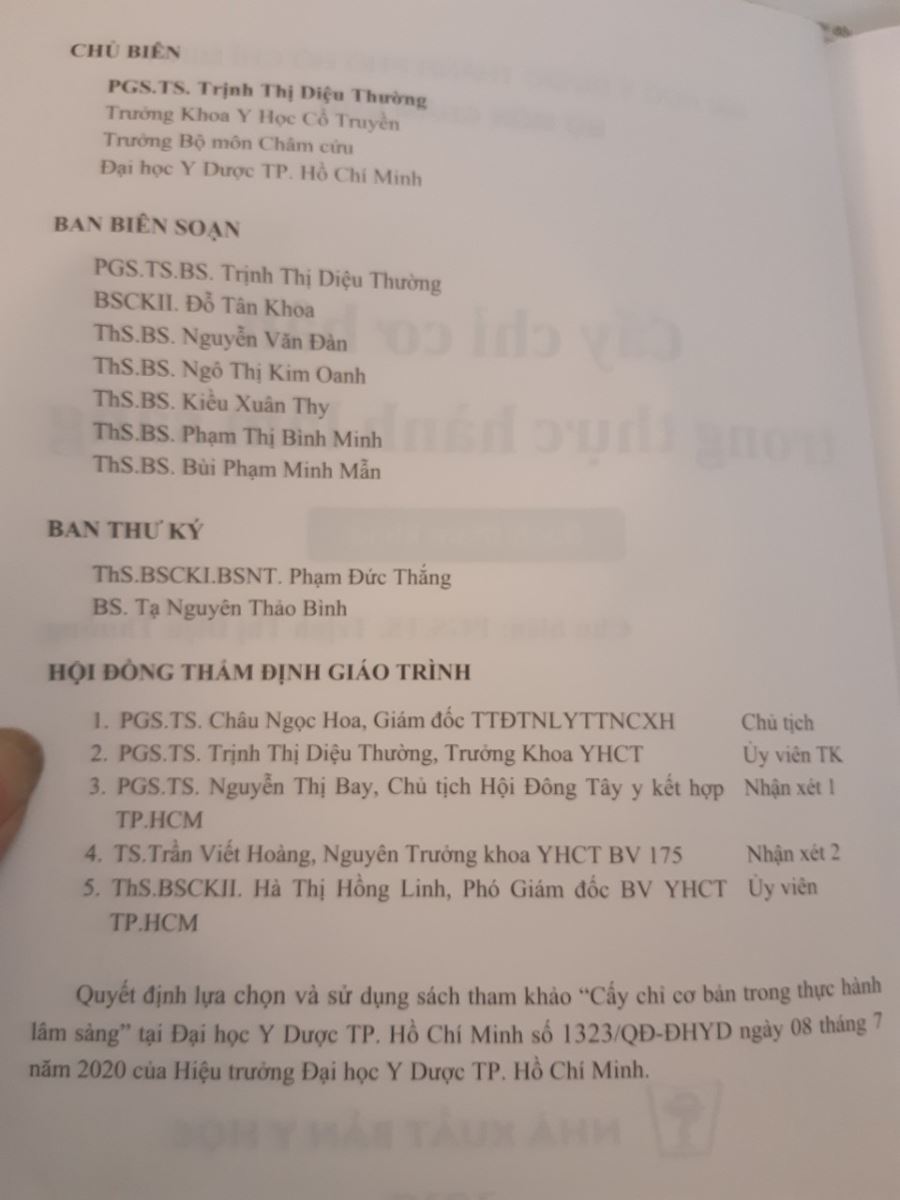 CHỦ BIÊN
PGS.TS. Trịnh Thị Diệu Thường
Trưởng Khoa Y Học Cổ Truyền
Trưởng Bộ môn Châm cứu
Đại học Y Dược TP. Hồ Chí Minh
BAN BIÊN SOẠN
PGS.TS.BS. Trịnh Thị Diệu Thường
BSCKII. Đỗ Tân Khoa
ThS.BS. Nguyễn Văn Đàn
ThS.BS. Ngô Thị Kim Oanh
ThS.BS. Kiều Xuân Thy
ThS.BS. Phạm Thị Bình Minh
ThS.BS. Bùi Phạm Minh Mẫn
BAN THƯ KÝ
ThS.BSCKI.BSNT. Phạm Đức Thắng
BS. Tạ Nguyên Thảo Bình
HỘI ĐỒNG THẨM ĐỊNH GIÁO TRÌNH
1. PGS.TS. Châu Ngọc Hoa, Giám đốc TTĐTNLYTTNCXH Chủ tịch
2. PGS.TS. Trịnh Thị Diệu Thường, Trưởng Khoa YHCT Ủy viên TK
3. PGS.TS. Nguyễn Thị Bay, Chủ tịch Hội Đông Tây y kết hợp Nhận xét 1
TP.HCM
4. TS.Trần Viết Hoàng, Nguyên Trưởng khoa YHCT BV 175 Nhận xét 2
5. ThS.BSCKII. Hà Thị Hồng Linh, Phó Giám đốc BV YHCT Ủy viên
TP.HCM
Quyết định lựa chọn và sử dụng sách tham khảo “Cấy chỉ cơ bản trong thực hành
lâm sàng” tại Đại học Y Dược TP. Hồ Chí Minh số 1323/QĐ-ĐHYD ngày 08 tháng 7
năm 2020 của Hiệu trưởng Đại học Y Dược TP. Hồ Chí Minh.